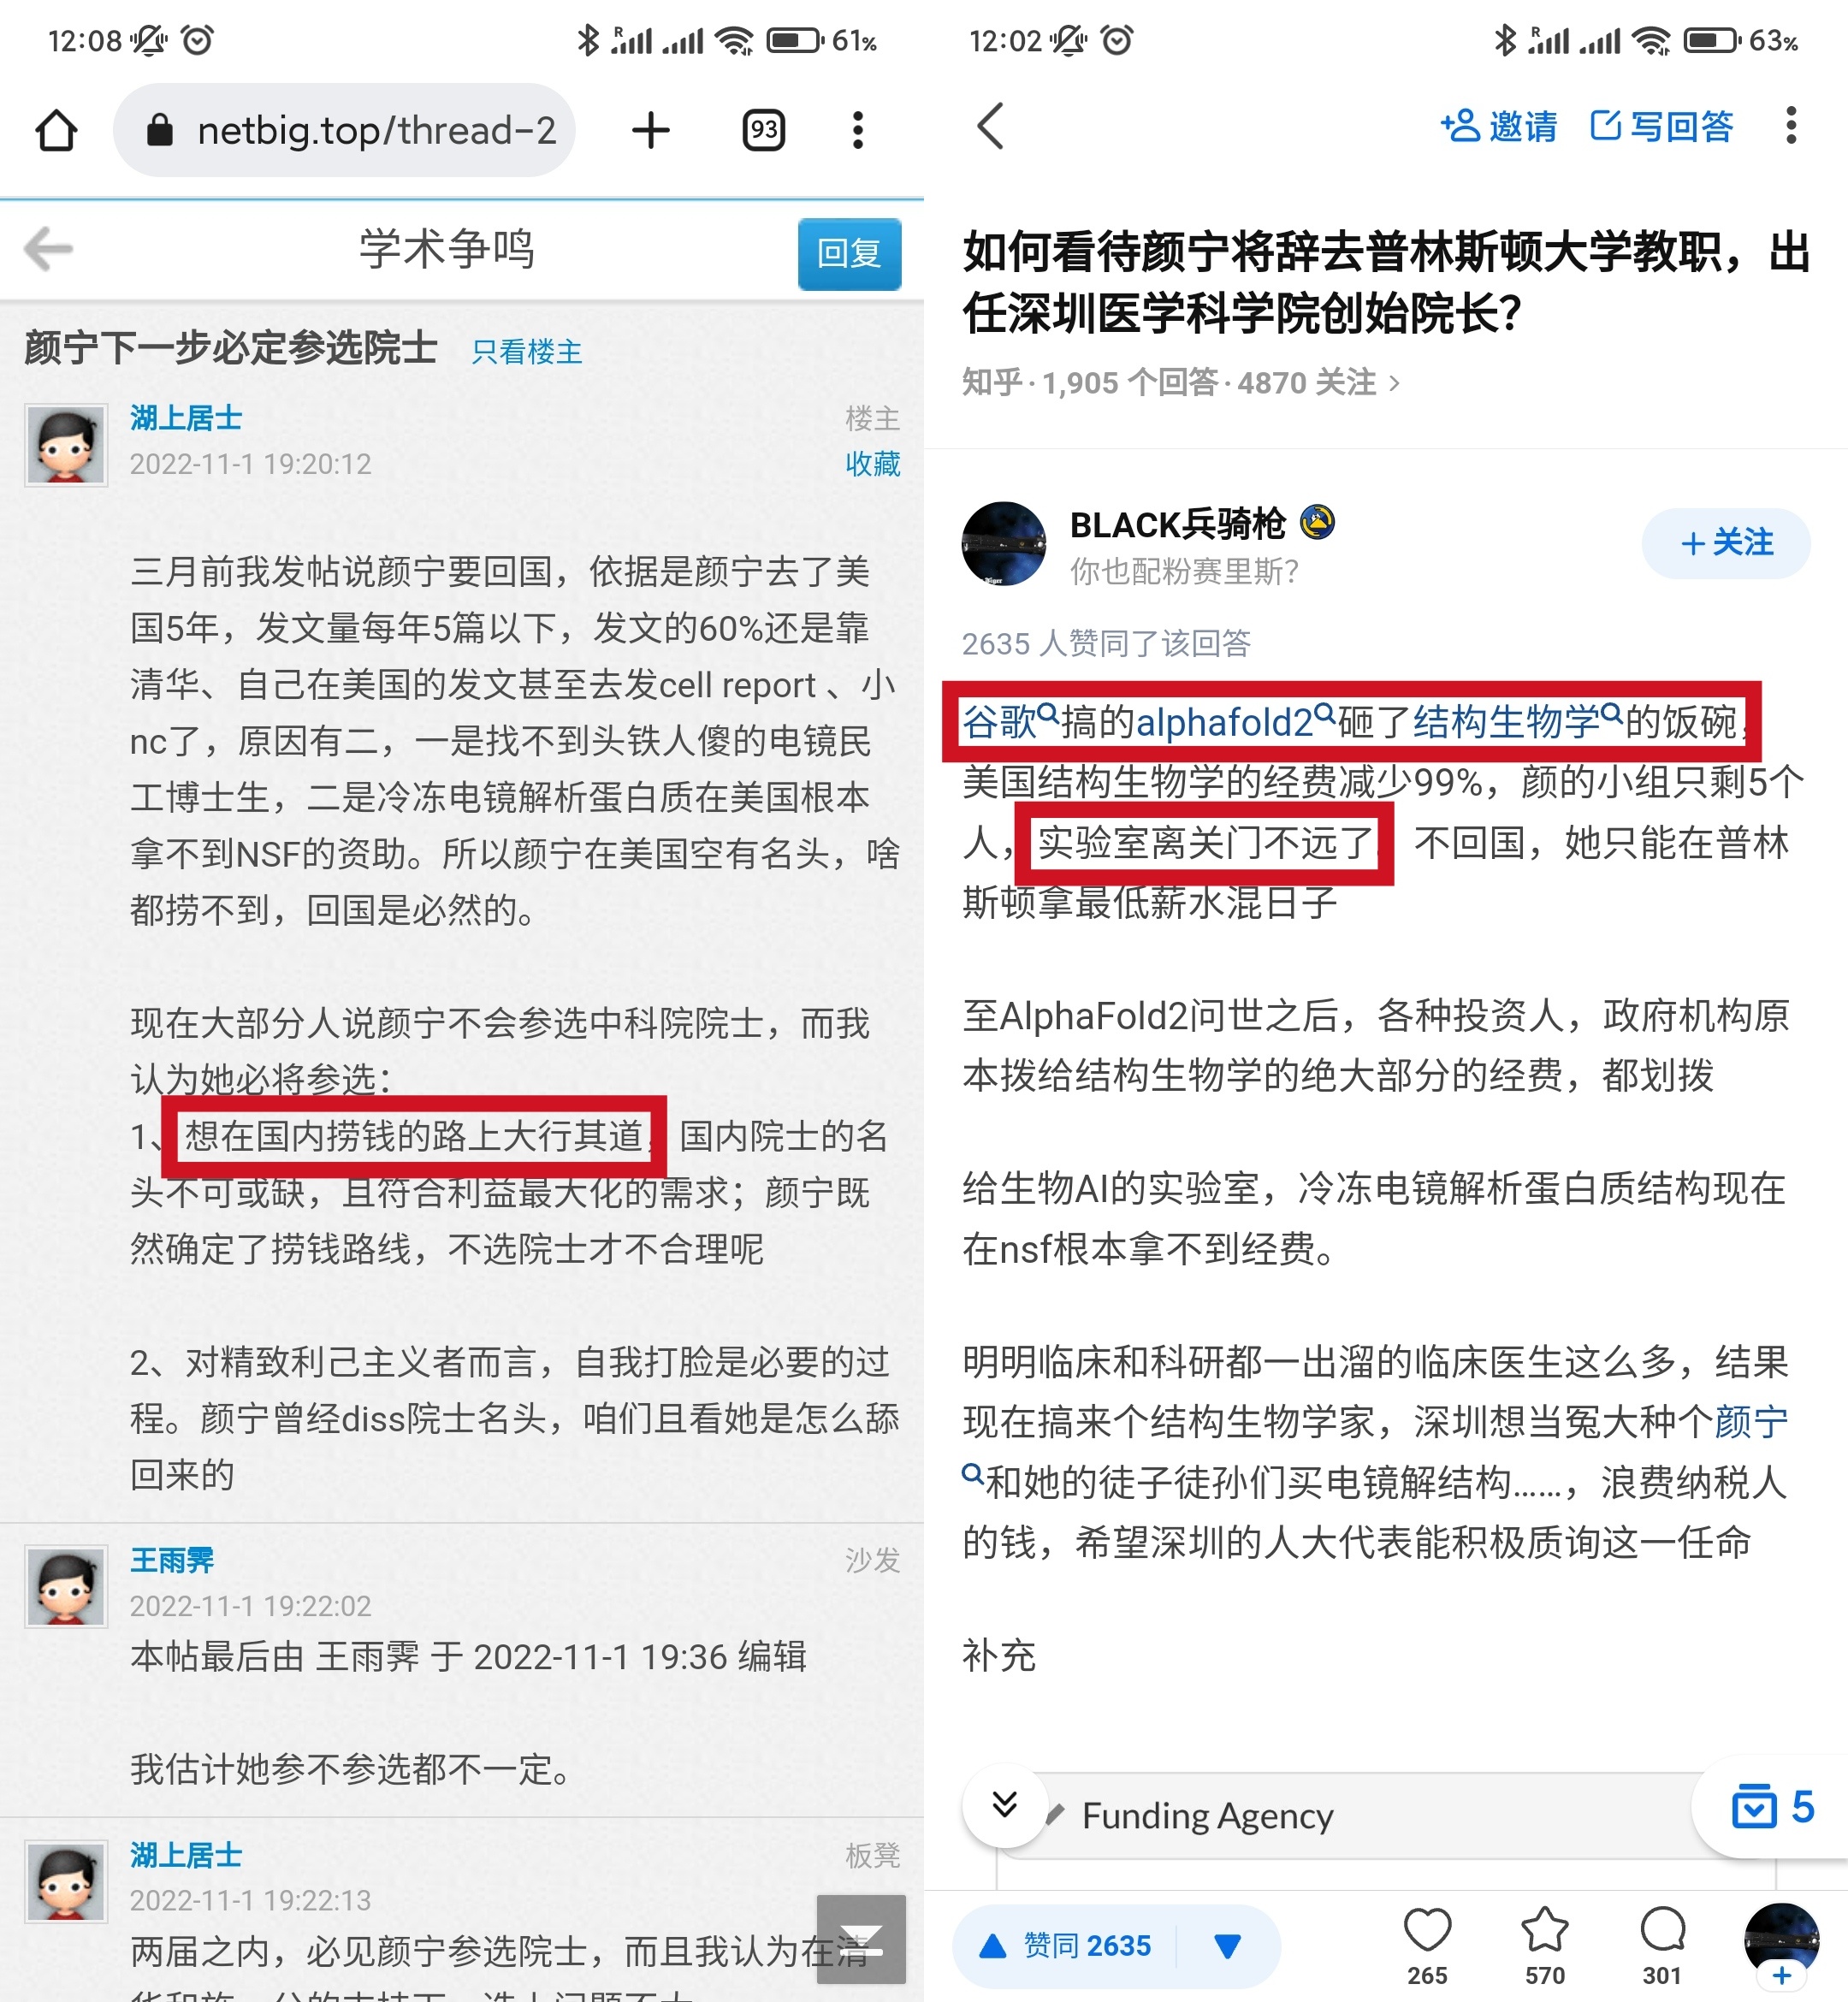 12:08
61%
netbig.top/thread-2
93
学术争鸣
回复
颜宁下一步必定参选院士 只看楼主
湖上居士
楼主
2022-11-1 19:20:12
收藏
三月前我发帖说颜宁要回国，依据是颜宁去了美
国5年，发文量每年5篇以下，发文的60%还是靠
清华、自己在美国的发文甚至去发cell report 、小
nc了，原因有二，一是找不到头铁人傻的电镜民
工博士生，二是冷冻电镜解析蛋白质在美国根本
拿不到NSF的资助。所以颜宁在美国空有名头，啥
都捞不到，回国是必然的。
现在大部分人说颜宁不会参选中科院院士，而我
认为她必将参选：
1、想在国内捞钱的路上大行其道，国内院士的名
头不可或缺，且符合利益最大化的需求；颜宁既
然确定了捞钱路线，不选院士才不合理呢
2、对精致利己主义者而言，自我打脸是必要的过
程。颜宁曾经diss院士名头，咱们且看她是怎么舔
回来的
王雨霁
沙发
2022-11-1 19:22:02
本帖最后由 王雨霁 于 2022-11-1 19:36 编辑
我估计她参不参选都不一定。
湖上居士
板凳
2022-11-1 19:22:13
两届之内，必见颜宁参选院士，而且我认为在清
12:02
R
63%
邀请 写回答
如何看待颜宁将辞去普林斯顿大学教职，出
任深圳医学科学院创始院长？
知乎·1,905 个回答·4870 关注 >
BLACK兵骑枪
你也配粉赛里斯？
+关注
2635 人赞同了该回答
谷歌搞的alphafold2砸了结构生物学的饭碗，
美国结构生物学的经费减少99%，颜的小组只剩5个
人，实验室离关门不远了 不回国，她只能在普林
斯顿拿最低薪水混日子
至AlphaFold2问世之后，各种投资人，政府机构原
本拨给结构生物学的绝大部分的经费，都划拨
给生物AI的实验室，冷冻电镜解析蛋白质结构现在
在nsf根本拿不到经费。
明明临床和科研都一出溜的临床医生这么多，结果
现在搞来个结构生物学家，深圳想当冤大种个颜宁
和她的徒子徒孙们买电镜解结构……，浪费纳税人
的钱，希望深圳的人大代表能积极质询这一任命
补充
Funding Agency
5
赞同 2635
265
570
301